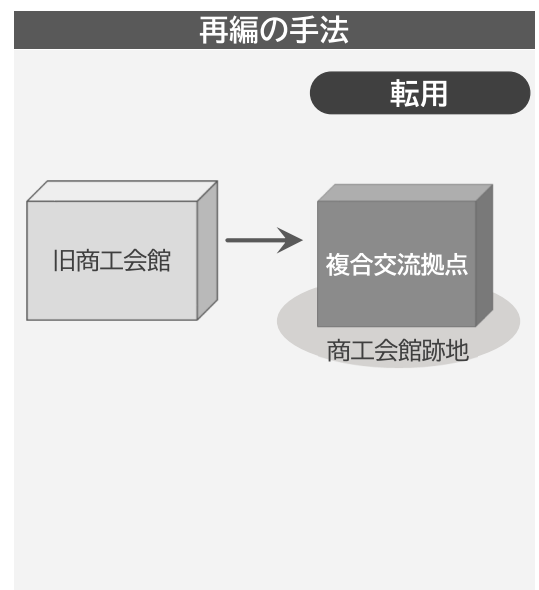 再編の手法
転用
旧商工会館
複合交流拠点
商工会館跡地